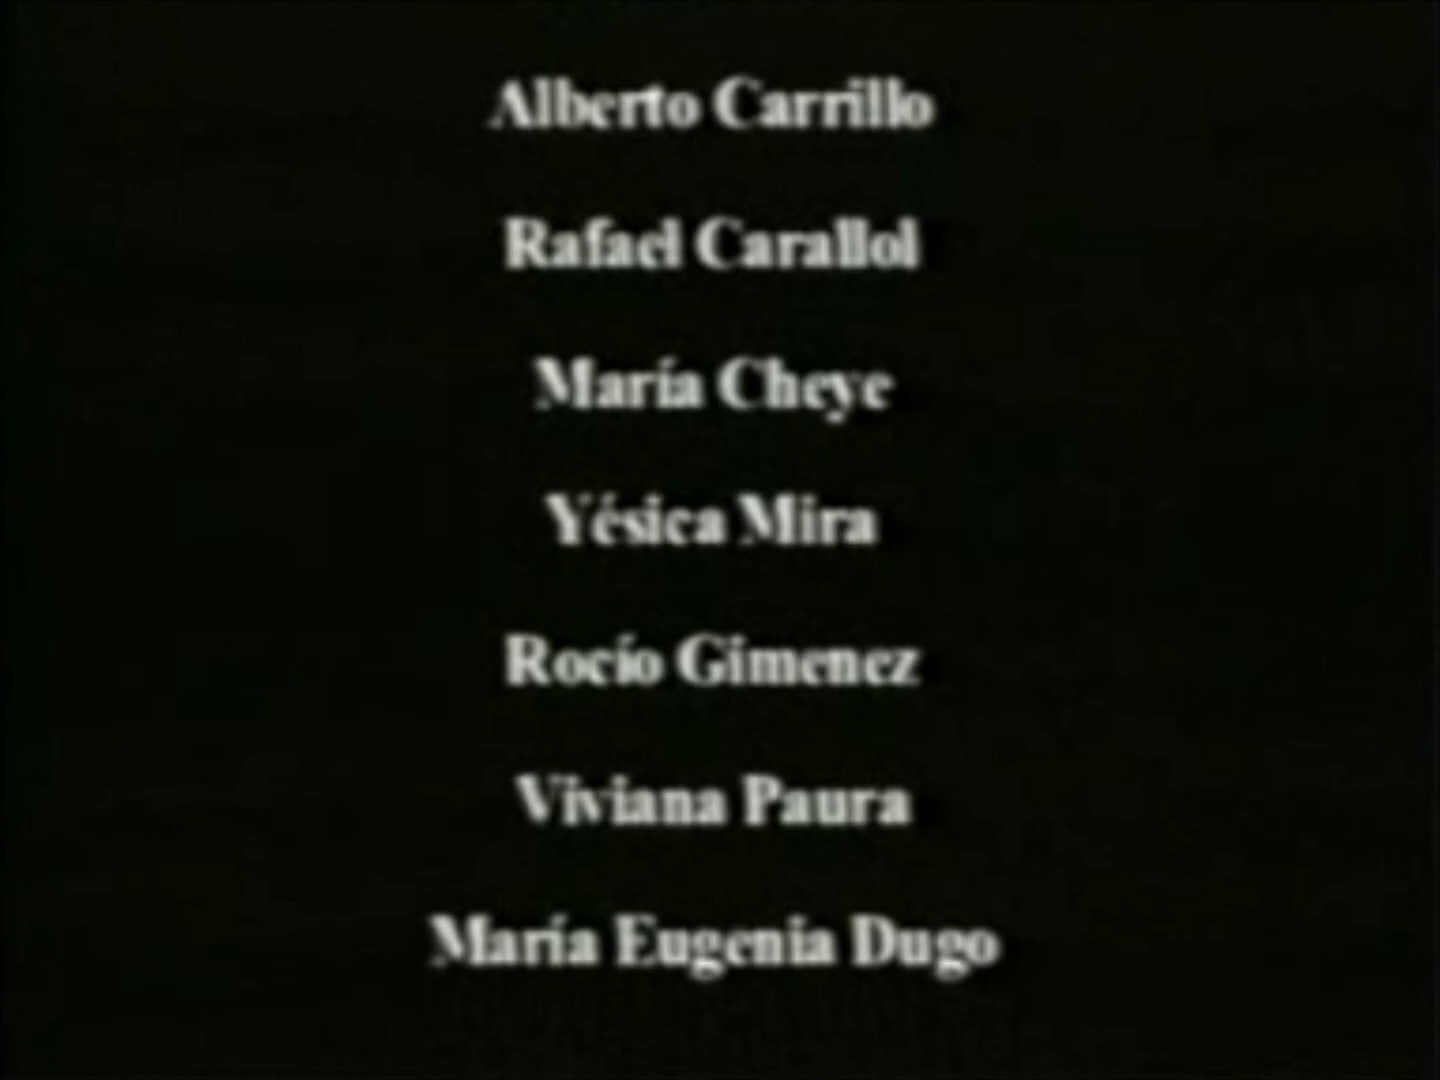 Alberto Carrillo
Rafael Carallol
María Cheye
Yésica Mira
Rocío Gimenez
Viviana Paura
María Eugenia Dugo